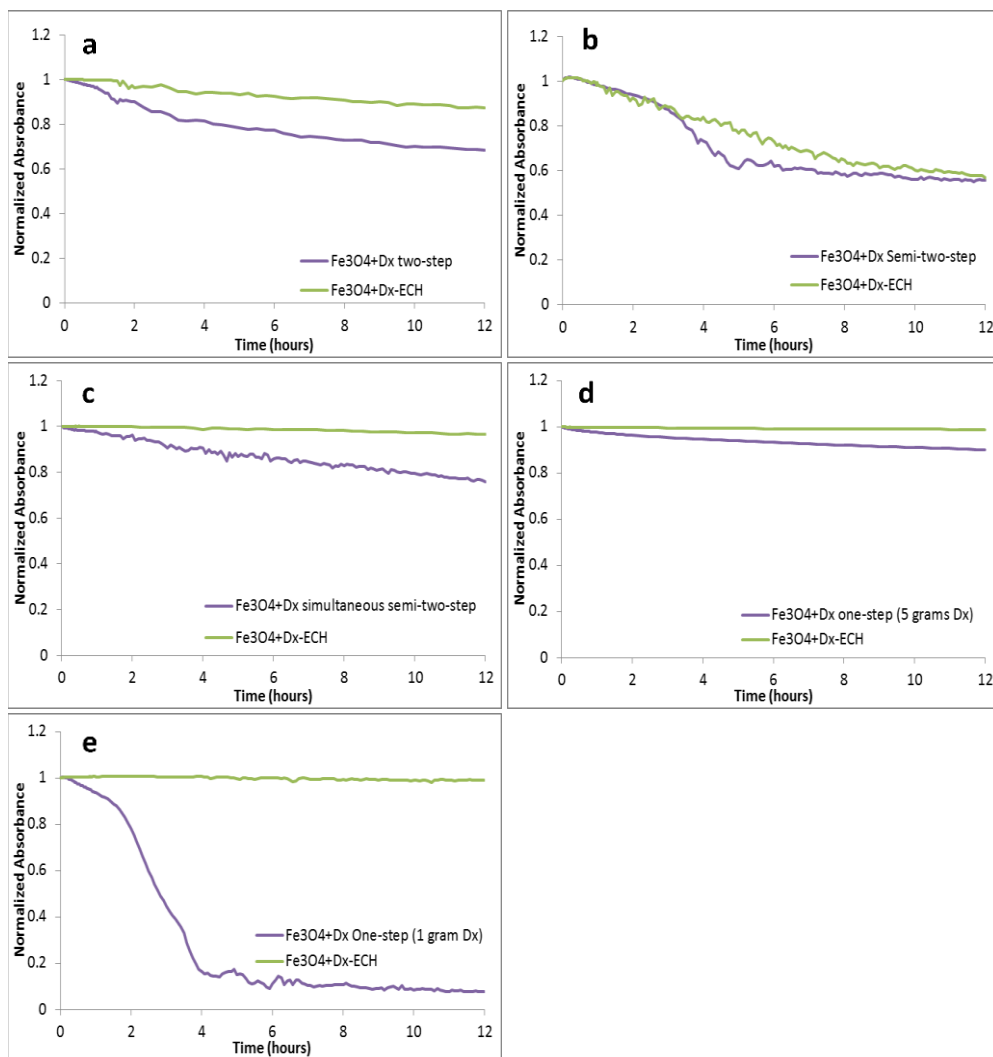 a
1.2
1
0.8
0.6
0.4
0.2
0
Normalized Absrobance
0 2 4 6 8 10 12
Time (hours)
Fe3O4+Dx two-step
Fe3O4+Dx-ECH
b
1.2
1
0.8
0.6
0.4
0.2
0
Normalized Absorbance
0 2 4 6 8 10 12
Time (hours)
Fe3O4+Dx Semi-two-step
Fe3O4+Dx-ECH
c
1.2
1
0.8
0.6
0.4
0.2
0
Normalized Absorbance
0 2 4 6 8 10 12
Time (hours)
Fe3O4+Dx simultaneous semi-two-step
Fe3O4+Dx-ECH
d
1.2
1
0.8
0.6
0.4
0.2
0
Normalized Absorbance
0 2 4 6 8 10 12
Time (hours)
Fe3O4+Dx one-step (5 grams Dx)
Fe3O4+Dx-ECH
e
1.2
1
0.8
0.6
0.4
0.2
0
Normalized Absorbance
0 2 4 6 8 10 12
Time (hours)
Fe3O4+Dx One-step (1 gram Dx)
Fe3O4+Dx-ECH